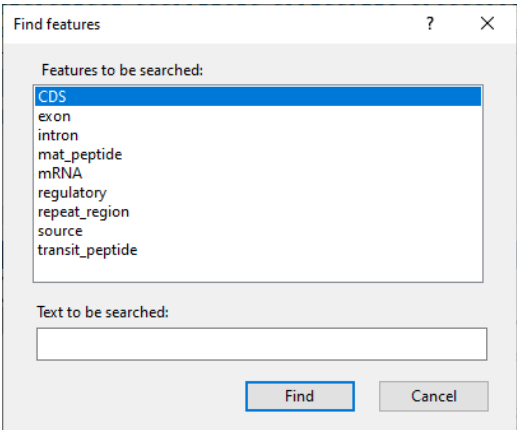 Find features
?
Features to be searched:
CDS
exon
intron
mat_peptide
mRNA
regulatory
repeat_region
source
transit_peptide
Text to be searched:
Find Cancel